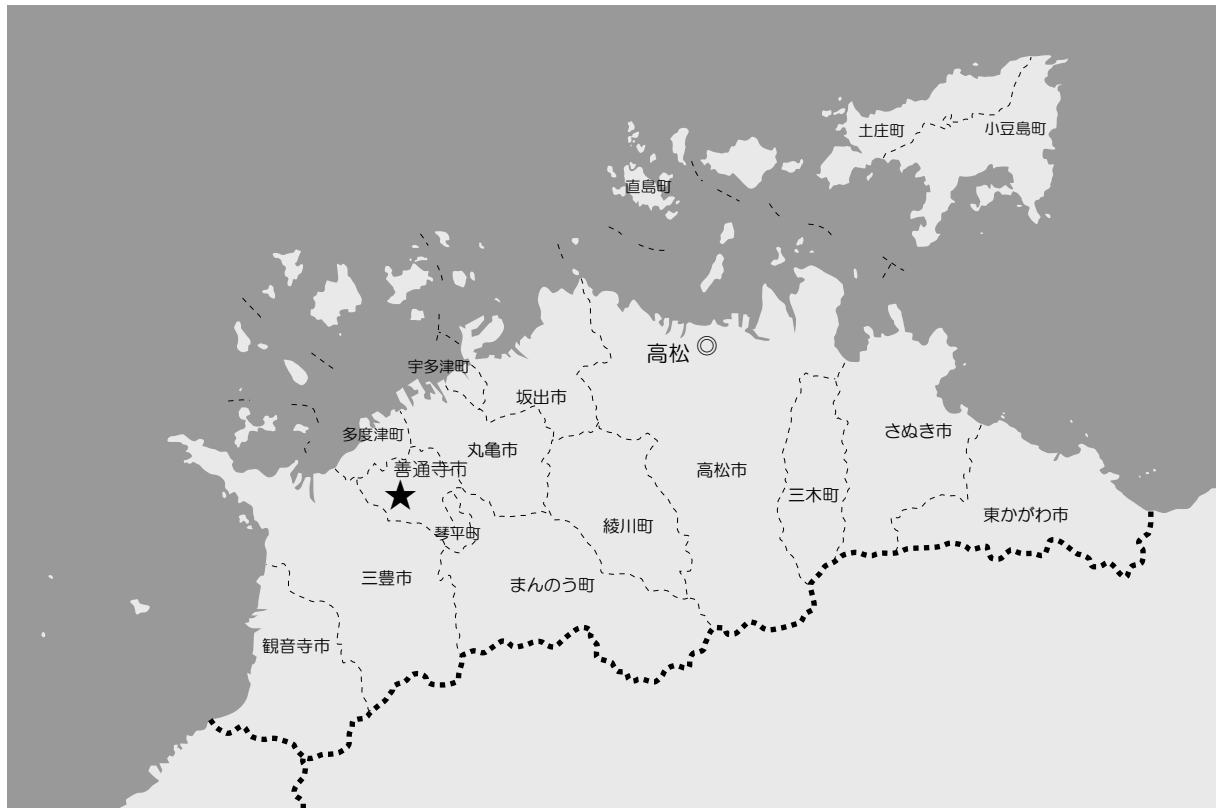 土庄町
小豆島町
直島町
高松
宇多津町
坂出市
多度津町
丸亀市
さぬき市
善通寺市
高松市
三木町
綾川町
東かがわ市
琴平町
三豊市
まんのう町
観音寺市